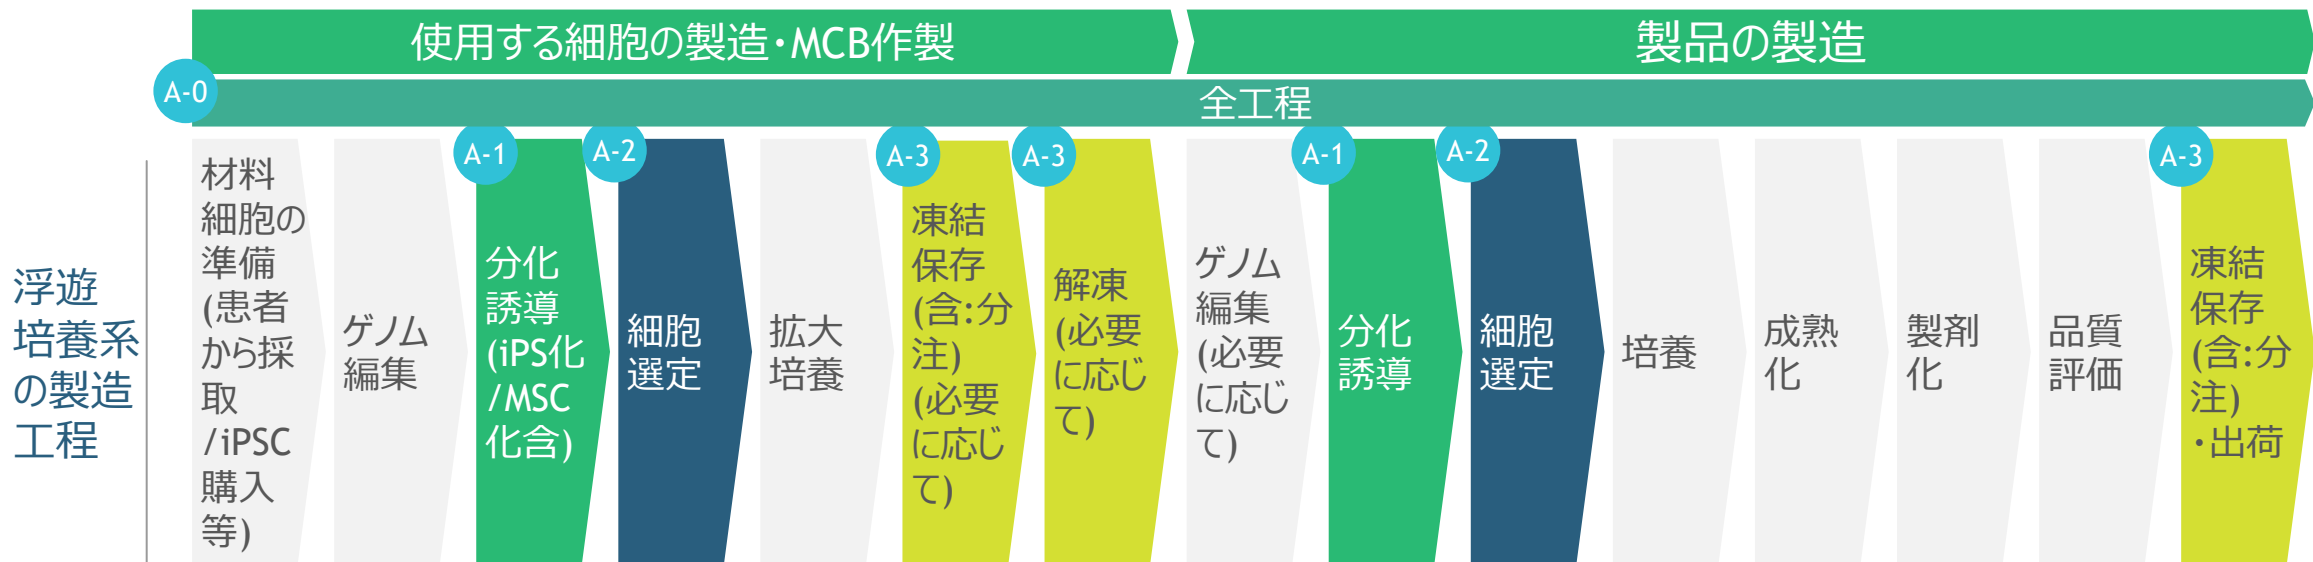 使用する細胞の製造・MCB作製
製品の製造
A-0
全工程
A-1
A-2
A-3
A-3
A-1
A-2
A-3
浮遊
培養系
の製造
工程
材料
細胞の
準備
(患者
から採
取
/iPSC
購入
等)
ゲノム
編集
分化
誘導
(iPS化
/MSC
化含)
細胞
選定
拡大
培養
凍結
保存
(含:分
注)
(必要
に応じ
て)
解凍
(必要
に応じ
て)
ゲノム
編集
(必要
に応じ
て)
分化
誘導
細胞
選定
培養
成熟
化
製剤
化
品質
評価
凍結
保存
(含:分
注)
・出荷